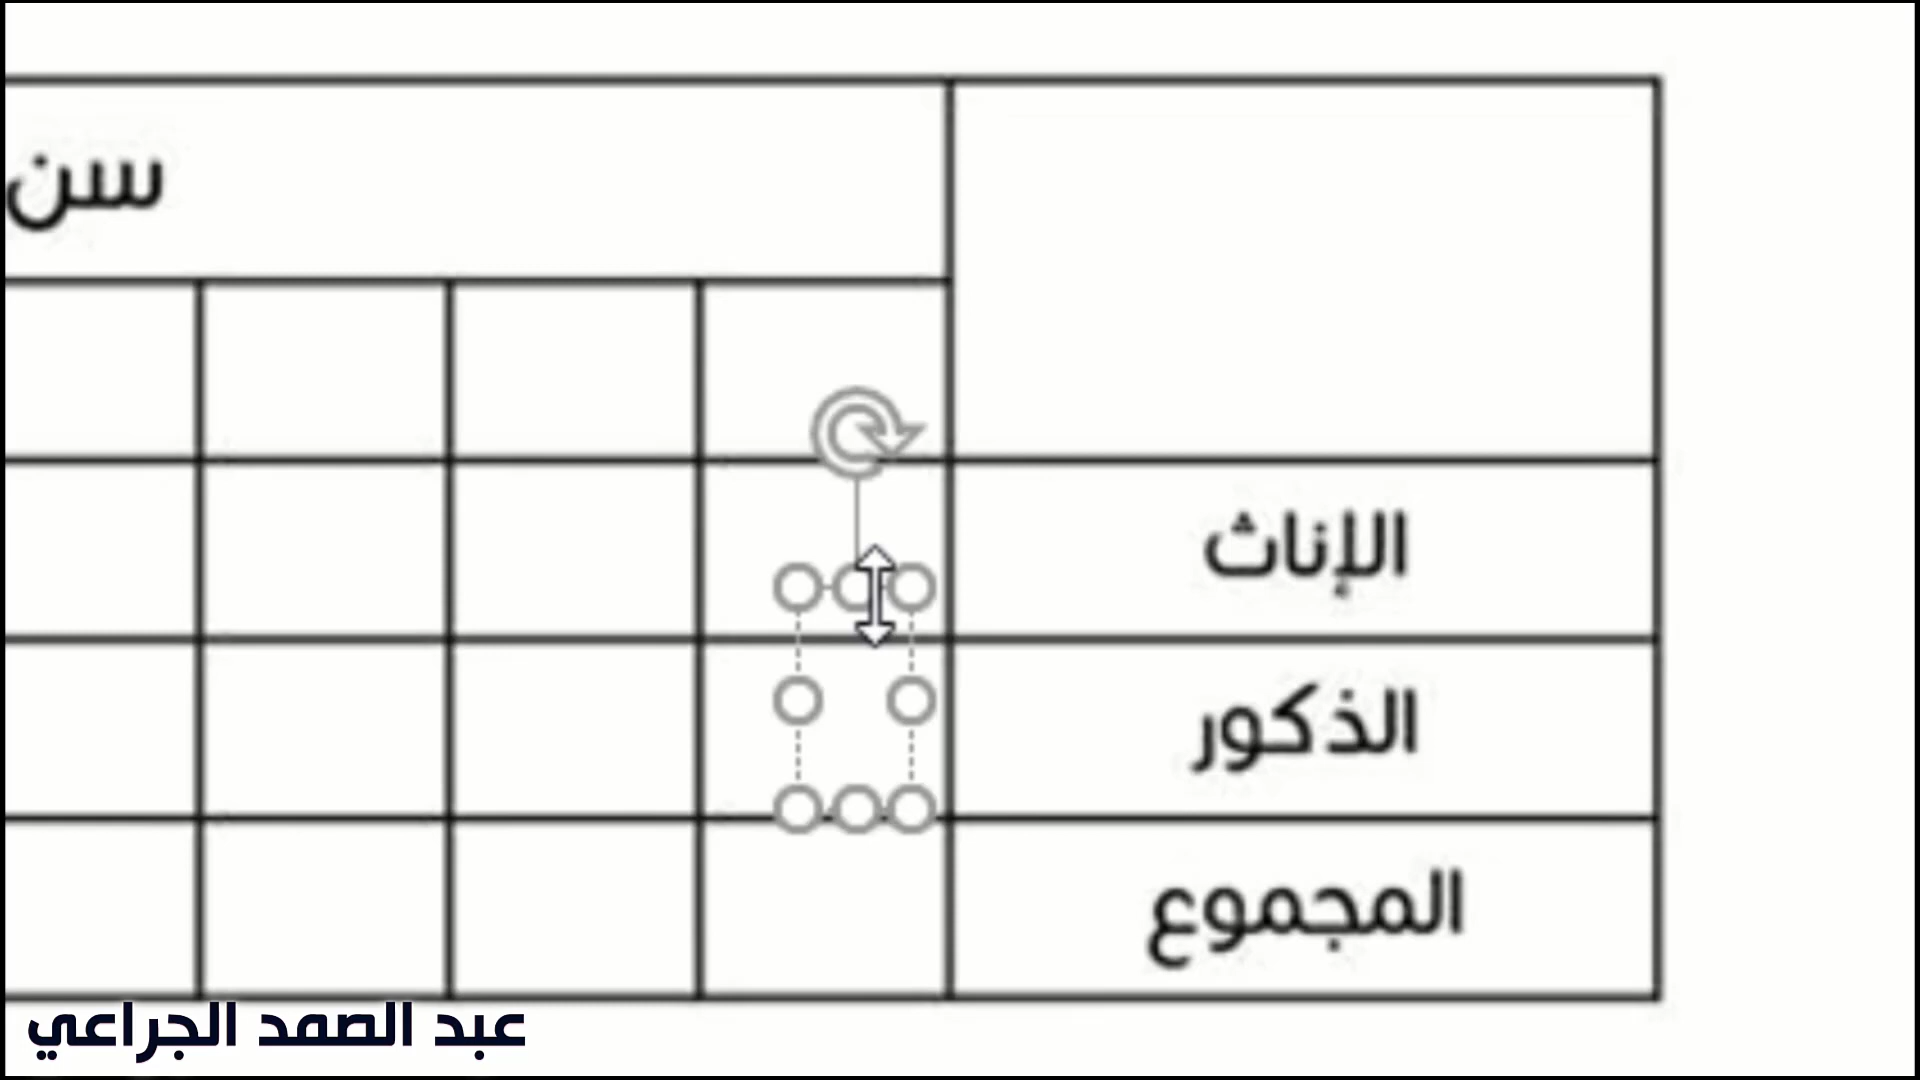 سن
الإناث
الذكور
المجموع
عبد الصمد الجراعي